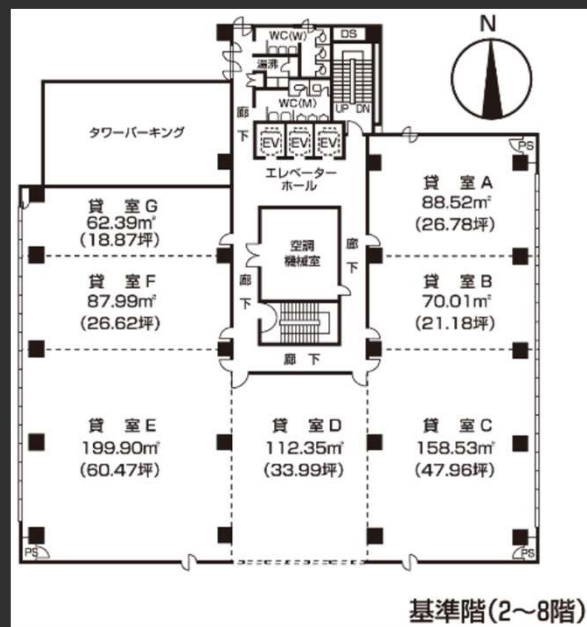 N
WC(W)
DS
湯沸
WC(M)
UP DN
廊下
EV EV EV
エレベーター
ホール
タワーパーキング
PS
貸 室 G
62.39㎡
(18.87坪)
貸 室 A
88.52㎡
(26.78坪)
空調
機械室
廊下
廊下
貸 室 F
87.99㎡
(26.62坪)
貸 室 B
70.01㎡
(21.18坪)
廊 下
貸 室 E
199.90㎡
(60.47坪)
貸 室 D
112.35㎡
(33.99坪)
貸 室 C
158.53㎡
(47.96坪)
PS
PS
基準階(2〜8階)